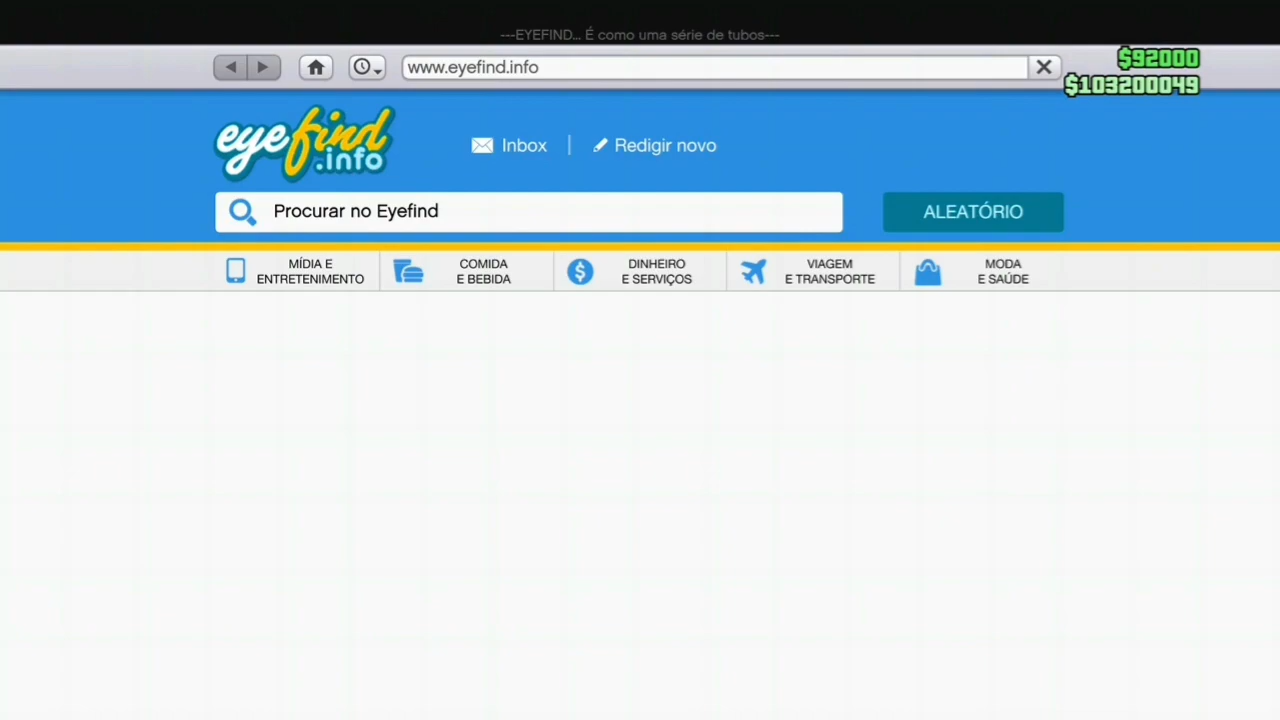 ---EYEFIND... É como uma série de tubos---
www.eyefind.info
$92000
$103200049
eyefind
.info
Inbox
Redigir novo
Procurar no Eyefind
ALEATÓRIO
MÍDIA E
ENTRETENIMENTO
COMIDA
E BEBIDA
DINHEIRO
E SERVIÇOS
VIAGEM
E TRANSPORTE
MODA
E SAÚDE